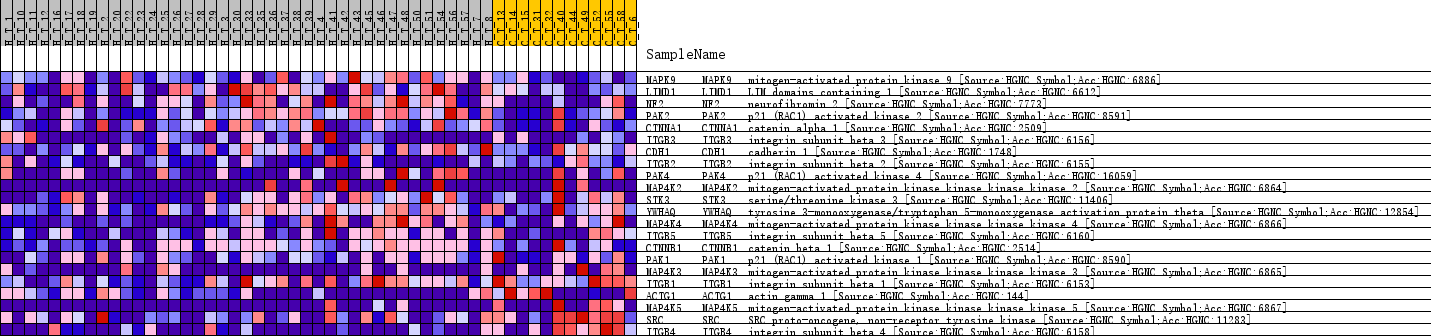 SampleName
MAPK9 MAPK9 mitogen-activated protein kinase 9 [Source:HGNC Symbol;Acc:HGNC:6886]
LIMD1 LIMD1 LIM domains containing 1 [Source:HGNC Symbol;Acc:HGNC:6612]
NF2 NF2 neurofibromin 2 [Source:HGNC Symbol;Acc:HGNC:7773]
PAK2 PAK2 p21 (RAC1) activated kinase 2 [Source:HGNC Symbol;Acc:HGNC:8591]
CTNNA1 CTNNA1 catenin alpha 1 [Source:HGNC Symbol;Acc:HGNC:2509]
ITGB3 ITGB3 integrin subunit beta 3 [Source:HGNC Symbol;Acc:HGNC:6156]
CDH1 CDH1 cadherin 1 [Source:HGNC Symbol;Acc:HGNC:1748]
ITGB2 ITGB2 integrin subunit beta 2 [Source:HGNC Symbol;Acc:HGNC:6155]
PAK4 PAK4 p21 (RAC1) activated kinase 4 [Source:HGNC Symbol;Acc:HGNC:16059]
MAP4K2 MAP4K2 mitogen-activated protein kinase kinase kinase kinase 2 [Source:HGNC Symbol;Acc:HGNC:6864]
STK3 STK3 serine/threonine kinase 3 [Source:HGNC Symbol;Acc:HGNC:11406]
YWHAQ YWHAQ tyrosine 3-monooxygenase/tryptophan 5-monooxygenase activation protein theta [Source:HGNC Symbol;Acc:HGNC:12854]
MAP4K4 MAP4K4 mitogen-activated protein kinase kinase kinase kinase 4 [Source:HGNC Symbol;Acc:HGNC:6866]
ITGB5 ITGB5 integrin subunit beta 5 [Source:HGNC Symbol;Acc:HGNC:6160]
CTNNB1 CTNNB1 catenin beta 1 [Source:HGNC Symbol;Acc:HGNC:2514]
PAK1 PAK1 p21 (RAC1) activated kinase 1 [Source:HGNC Symbol;Acc:HGNC:8590]
MAP4K3 MAP4K3 mitogen-activated protein kinase kinase kinase kinase 3 [Source:HGNC Symbol;Acc:HGNC:6865]
ITGB1 ITGB1 integrin subunit beta 1 [Source:HGNC Symbol;Acc:HGNC:6153]
ACTG1 ACTG1 actin gamma 1 [Source:HGNC Symbol;Acc:HGNC:144]
MAP4K5 MAP4K5 mitogen-activated protein kinase kinase kinase kinase 5 [Source:HGNC Symbol;Acc:HGNC:6867]
SRC SRC SRC proto-oncogene, non-receptor tyrosine kinase [Source:HGNC Symbol;Acc:HGNC:11283]
ITGB4 ITGB4 integrin subunit beta 4 [Source:HGNC Symbol;Acc:HGNC:6158]